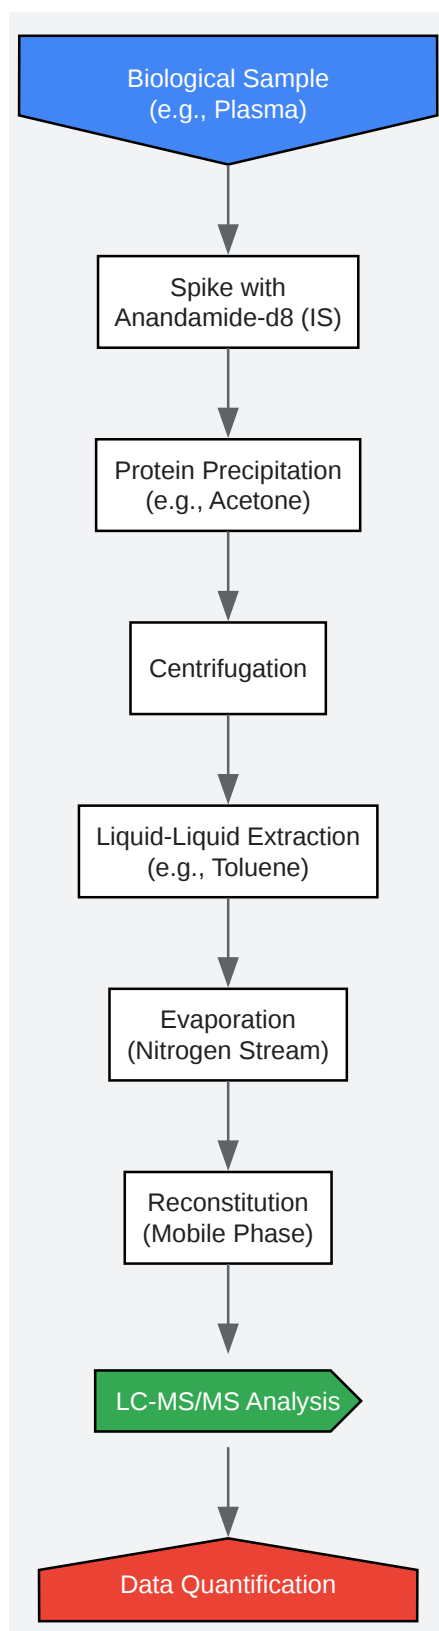 Biological Sample
(e.g., Plasma)
Spike with
Anandamide-d8 (IS)
Protein Precipitation
(e.g., Acetone)
Centrifugation
Liquid-Liquid Extraction
(e.g., Toluene)
Evaporation
(Nitrogen Stream)
Reconstitution
(Mobile Phase)
LC-MS/MS Analysis
Data Quantification